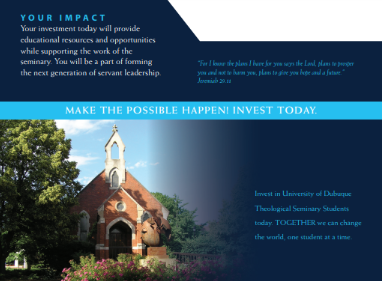 YOUR IMPACT
Your investment today will provide
educational resources and opportunities
while supporting the work of the
seminary. You will be a part of forming
the next generation of servant leadership.
"For I know the plans I have for you says the Lord, plans to prosper
you and not to harm you, plans to give you hope and a future."
Jeremiah 29:11
MAKE THE POSSIBLE HAPPEN! INVEST TODAY.
Invest in University of Dubuque
Theological Seminary Students
today. TOGETHER we can change
the world, one student at a time.